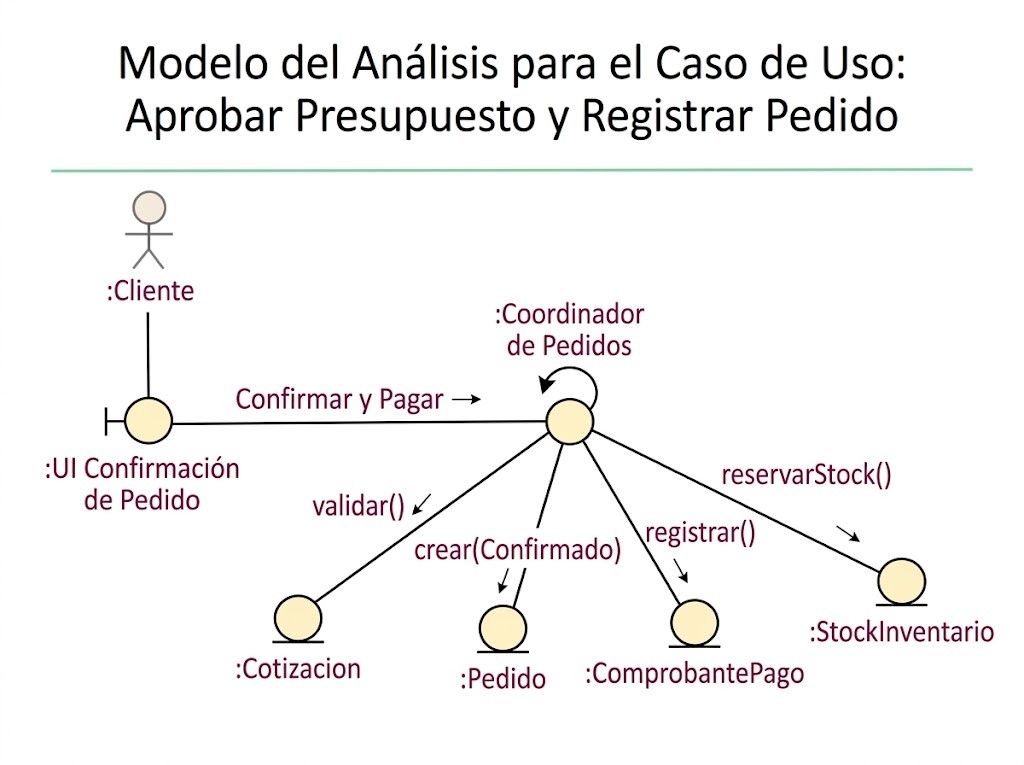 Modelo del Análisis para el Caso de Uso:
Aprobar Presupuesto y Registrar Pedido
:Cliente
:Coordinador
de Pedidos
Confirmar y Pagar
:UI Confirmación
de Pedido
reservarStock()
validar()
registrar()
crear(Confirmado)
:StockInventario
:Cotizacion
:Pedido
:ComprobantePago